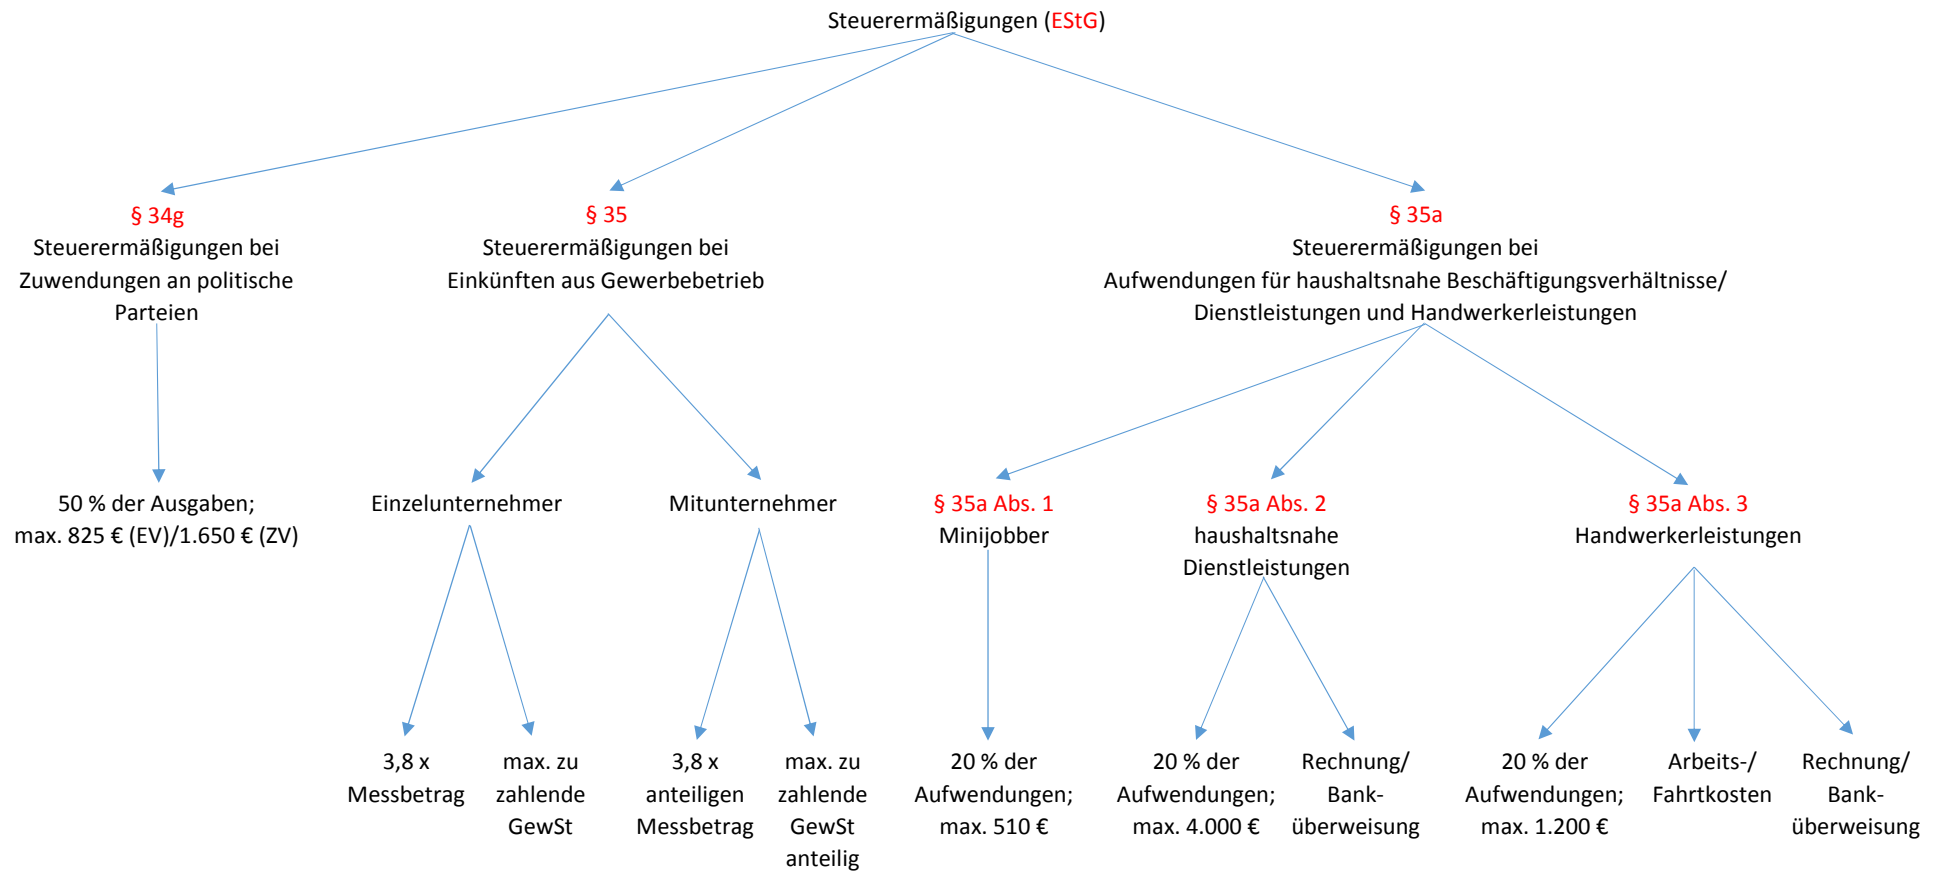 Steuerermäßigungen (EStG)
§ 34g
Steuerermäßigungen bei
Zuwendungen an politische
Parteien
§ 35
Steuerermäßigungen bei
Einkünften aus Gewerbebetrieb
§ 35a
Steuerermäßigungen bei
Aufwendungen für haushaltsnahe Beschäftigungsverhältnisse/
Dienstleistungen und Handwerkerleistungen
50 % der Ausgaben;
max. 825 € (EV)/1.650 € (ZV)
Einzelunternehmer
Mitunternehmer
§ 35a Abs. 1
Minijobber
§ 35a Abs. 2
haushaltsnahe
Dienstleistungen
§ 35a Abs. 3
Handwerkerleistungen
3,8 x
Messbetrag
max. zu
zahlende
GewSt
3,8 x
anteiligen
Messbetrag
max. zu
zahlende
GewSt
anteilig
20 % der
Aufwendungen;
max. 510 €
20 % der
Aufwendungen;
max. 4.000 €
Rechnung/
Bank-
überweisung
20 % der
Aufwendungen;
max. 1.200 €
Arbeits-/
Fahrtkosten
Rechnung/
Bank-
überweisung